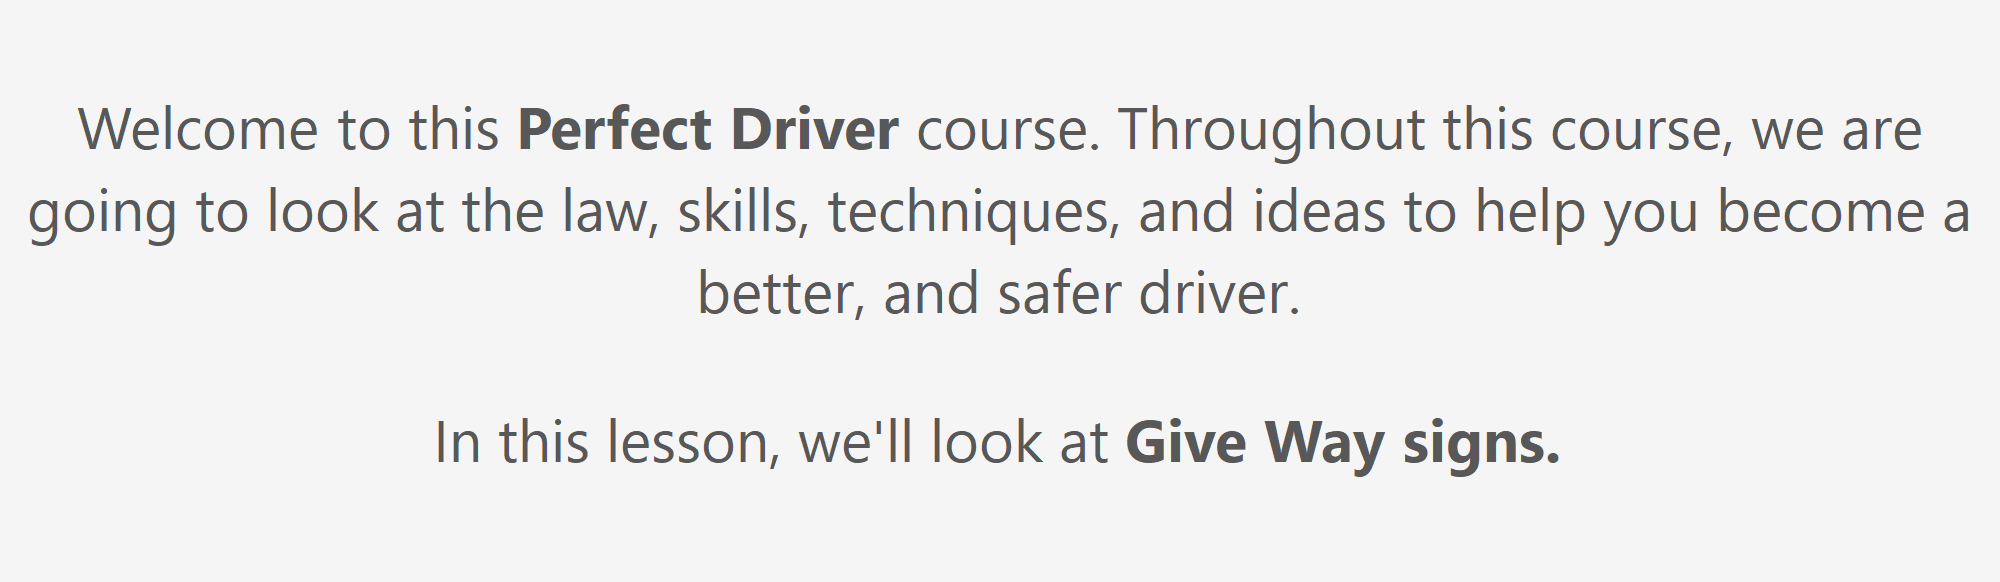 Welcome to this Perfect Driver course. Throughout this course, we are
going to look at the law, skills, techniques, and ideas to help you become a
better, and safer driver.
In this lesson, we'll look at Give Way signs.